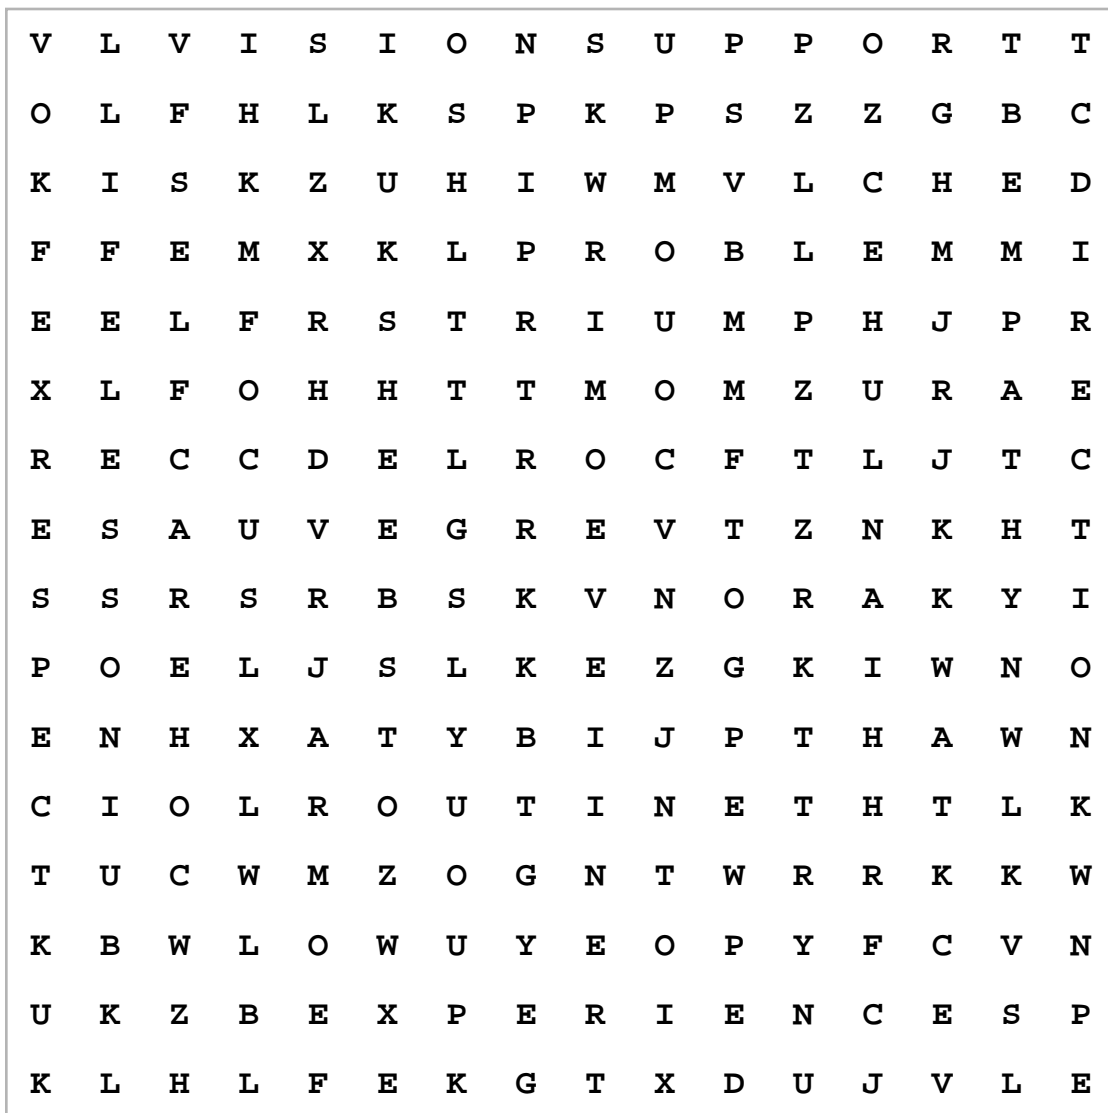 V L V I S I O N S U P P O R T T
O L F H L K S P K P S Z Z G B C
K I S K Z U H I W M V L C H E D
F F E M X K L P R O B L E M M I
E E L F R S T R I U M P H J P R
X L F O H H T T M O M Z U R A E
R E C C D E L R O C F T L J T C
E S A U V E G R E V T Z N K H T
S S R S R B S K V N O R A K Y I
P O E L J S L K E Z G K I W N O
E N H X A T Y B I J P T H A W N
C I O L R O U T I N E T H T L K
T U C W M Z O G N T W R R K K W
K B W L O W U Y E O P Y F C V N
U K Z B E X P E R I E N C E S P
K L H L F E K G T X D U J V L E